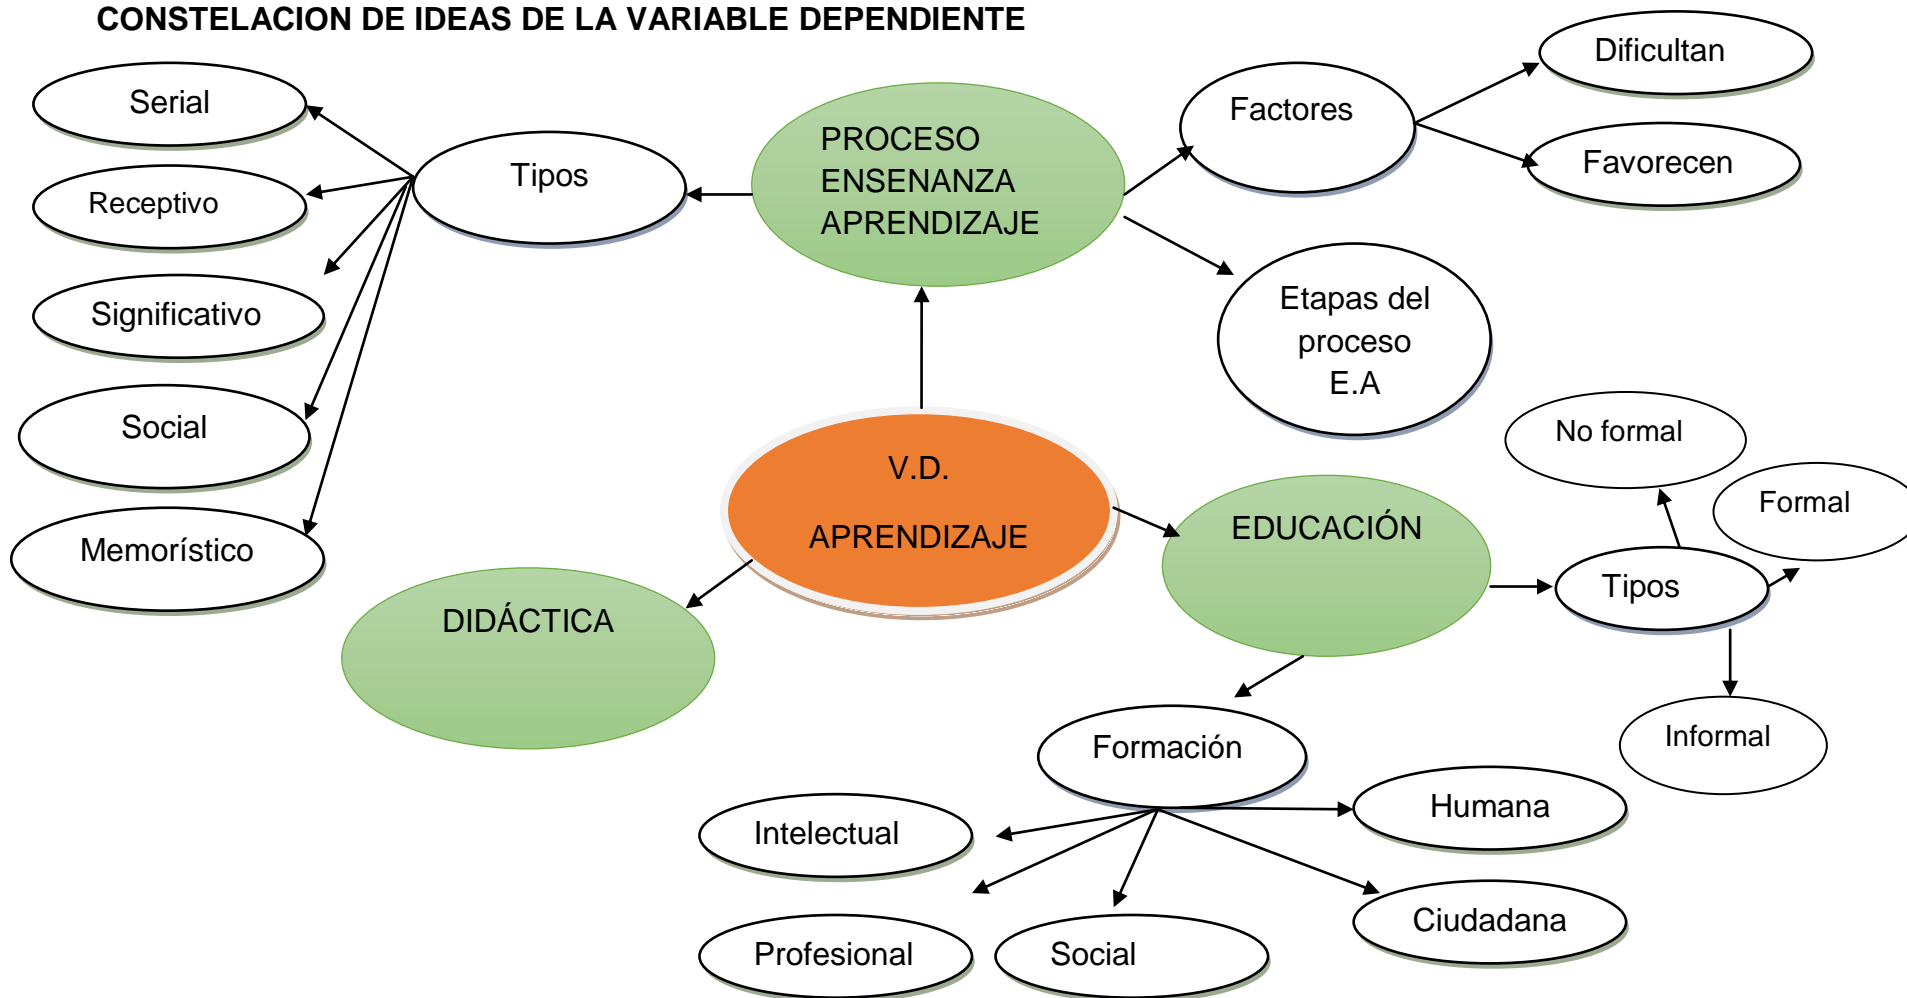 CONSTELACION DE IDEAS DE LA VARIABLE DEPENDIENTE
Serial
Receptivo
Significativo
Social
Memorístico
Tipos
PROCESO
ENSENANZA
APRENDIZAJE
Factores
Dificultan
Favorecen
Etapas del
proceso
E.A
V.D.
APRENDIZAJE
DIDÁCTICA
EDUCACIÓN
No formal
Formal
Tipos
Informal
Formación
Intelectual
Humana
Profesional
Social
Ciudadana